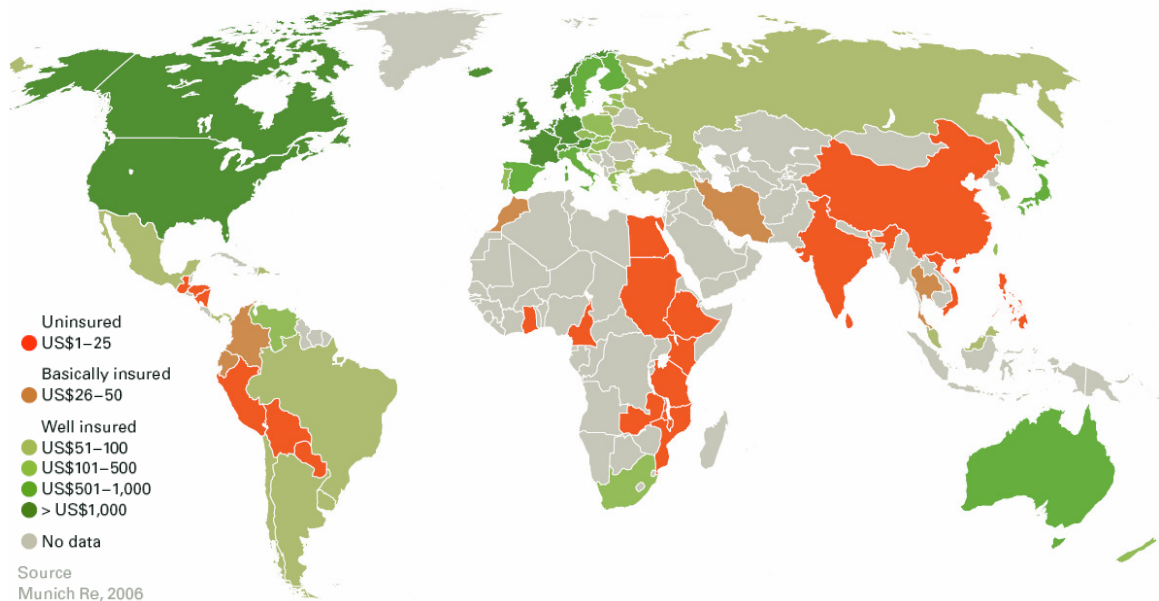 Uninsured
US$1–25
Basically insured
US$26–50
Well insured
US$51–100
US$101–500
US$501–1,000
> US$1,000
No data
Source
Munich Re, 2006